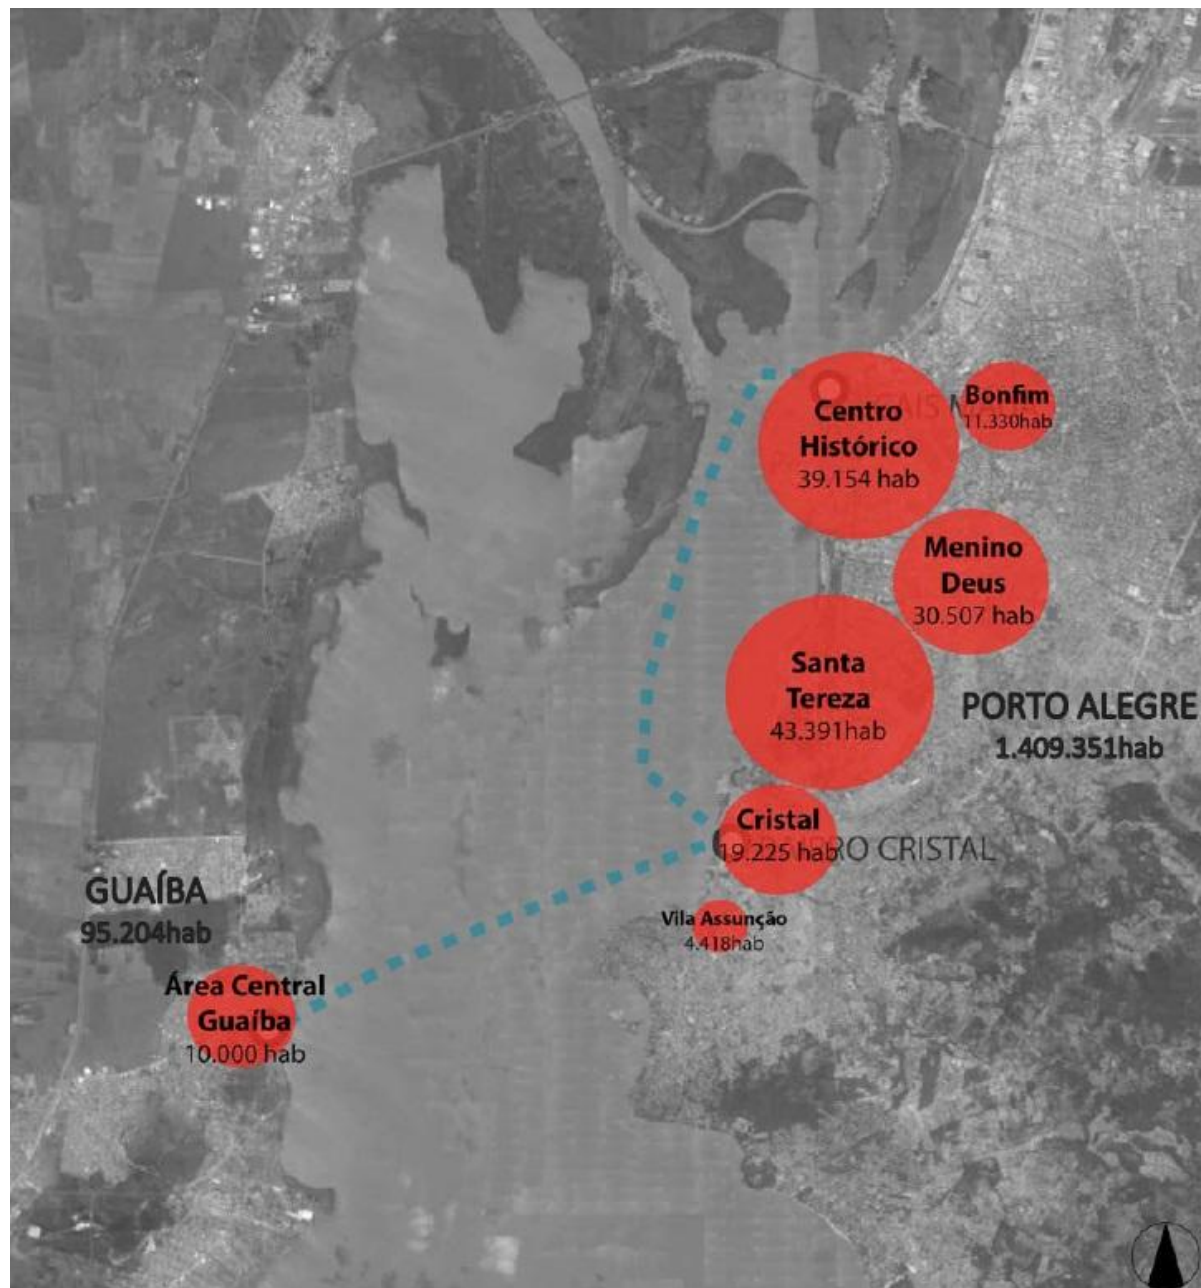 Centro
Histórico
39.154 hab
Bonfim
11.330hab
Menino
Deus
30.507 hab
Santa
Tereza
43.391hab
PORTO ALEGRE
1.409.351hab
Cristal
19.225 hab
CRISTAL
Vila Assunção
4.418hab
GUAÍBA
95.204hab
Área Central
Guaíba
10.000 hab